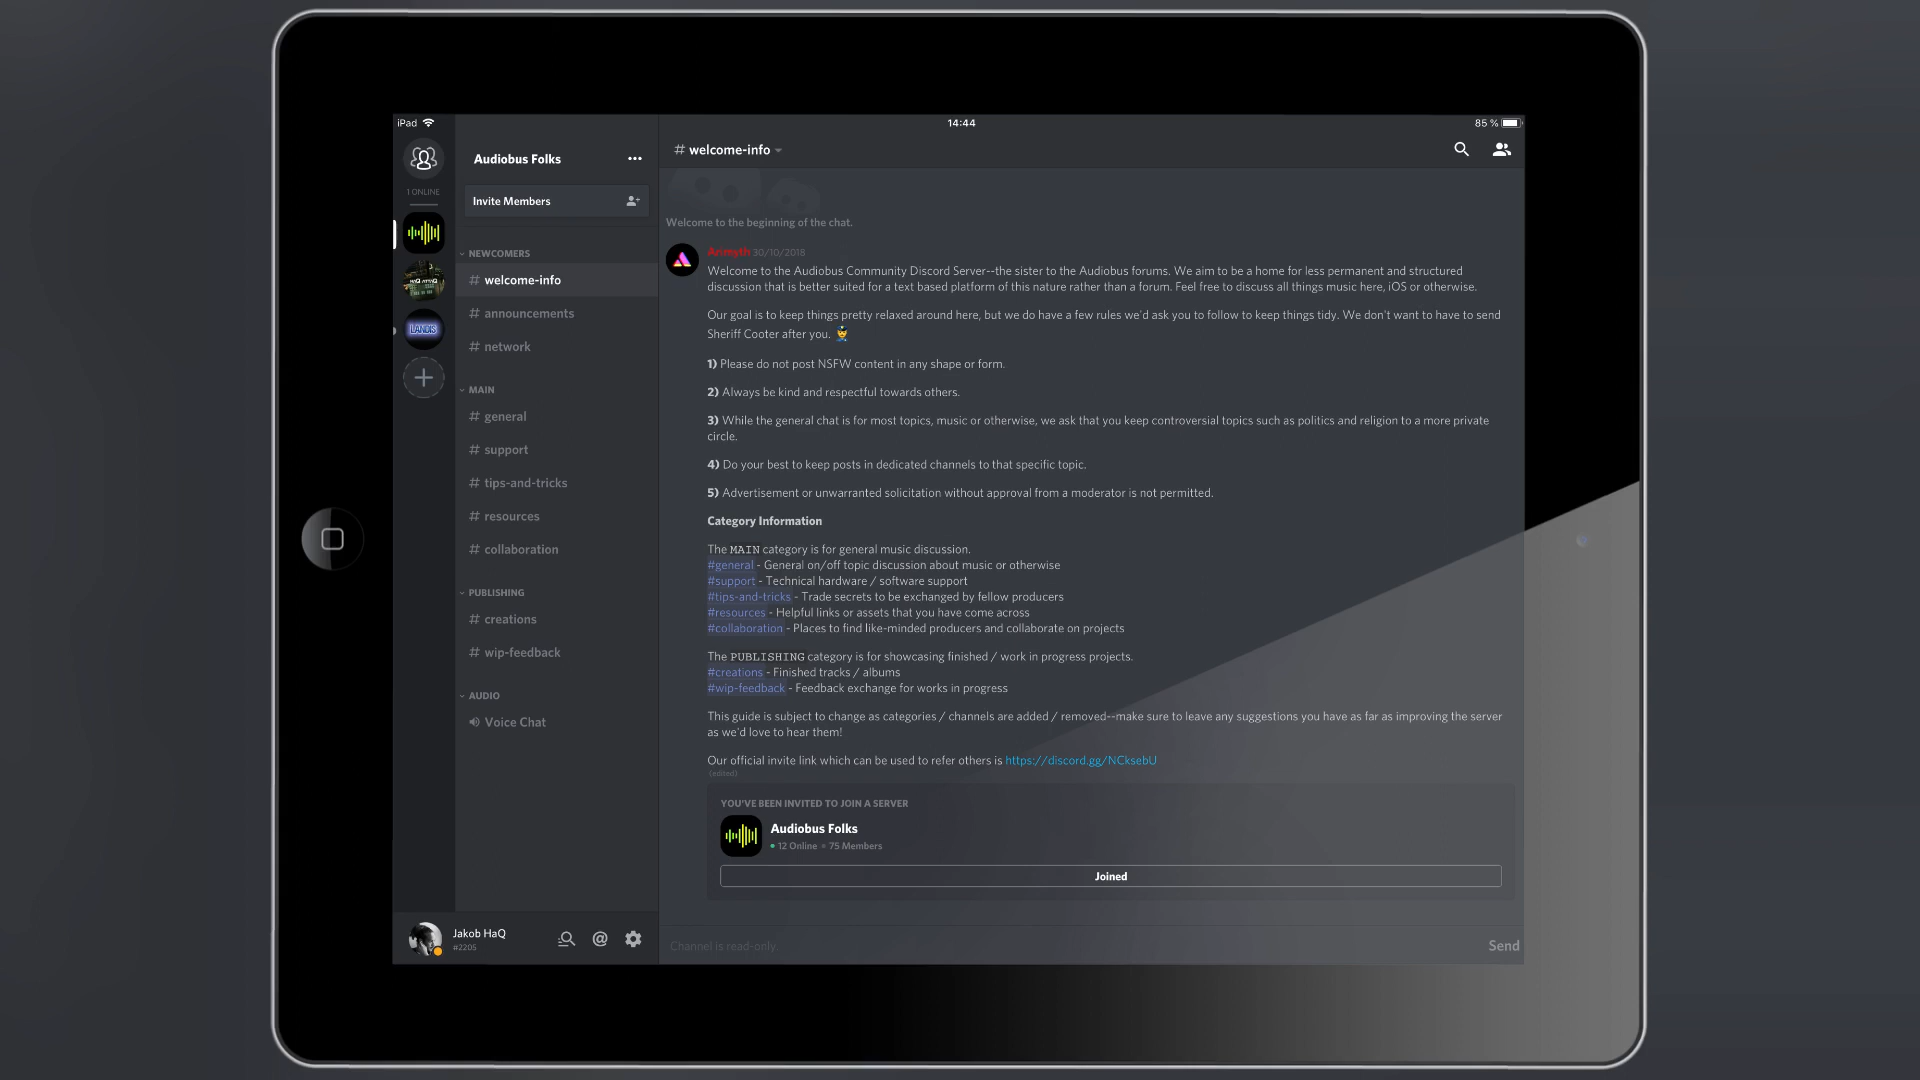 iPad
14:44
85 %
1 ONLINE
LANDIS
Audiobus Folks
Invite Members
NEWCOMERS
# welcome-info
# announcements
# network
MAIN
# general
# support
# tips-and-tricks
# resources
# collaboration
PUBLISHING
# creations
# wip-feedback
AUDIO
Voice Chat
Jakob HaQ
#2205
# welcome-info
Welcome to the beginning of the chat.
Arimyth 30/10/2018
Welcome to the Audiobus Community Discord Server--the sister to the Audiobus forums. We aim to be a home for less permanent and structured
discussion that is better suited for a text based platform of this nature rather than a forum. Feel free to discuss all things music here, iOS or otherwise.
Our goal is to keep things pretty relaxed around here, but we do have a few rules we'd ask you to follow to keep things tidy. We don't want to have to send
Sheriff Cooter after you. 👮
1) Please do not post NSFW content in any shape or form.
2) Always be kind and respectful towards others.
3) While the general chat is for most topics, music or otherwise, we ask that you keep controversial topics such as politics and religion to a more private
circle.
4) Do your best to keep posts in dedicated channels to that specific topic.
5) Advertisement or unwarranted solicitation without approval from a moderator is not permitted.
Category Information
The MAIN category is for general music discussion.
#general - General on/off topic discussion about music or otherwise
#support - Technical hardware / software support
#tips-and-tricks - Trade secrets to be exchanged by fellow producers
#resources - Helpful links or assets that you have come across
#collaboration - Places to find like-minded producers and collaborate on projects
The PUBLISHING category is for showcasing finished / work in progress projects.
#creations - Finished tracks / albums
#wip-feedback - Feedback exchange for works in progress
This guide is subject to change as categories / channels are added / removed--make sure to leave any suggestions you have as far as improving the server
as we'd love to hear them!
Our official invite link which can be used to refer others is https://discord.gg/NCksebU
(edited)
YOU'VE BEEN INVITED TO JOIN A SERVER
Audiobus Folks
12 Online 75 Members
Joined
Channel is read-only
Send